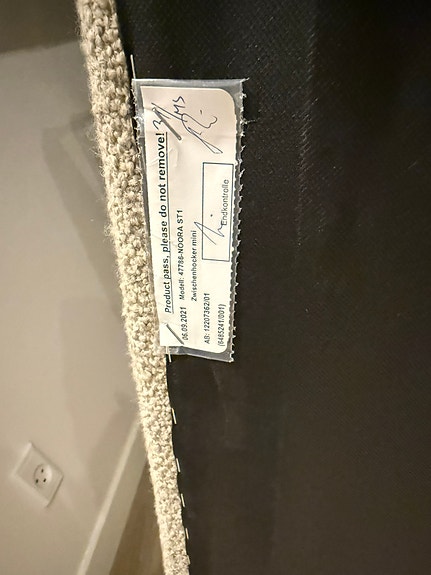 Product pass, please do not remove!
06.09.2021 Modell: 47786-NOORA ST1
Zwischenhocker mini
AB: 12207362/01
(6485241/001)
Endkontrolle